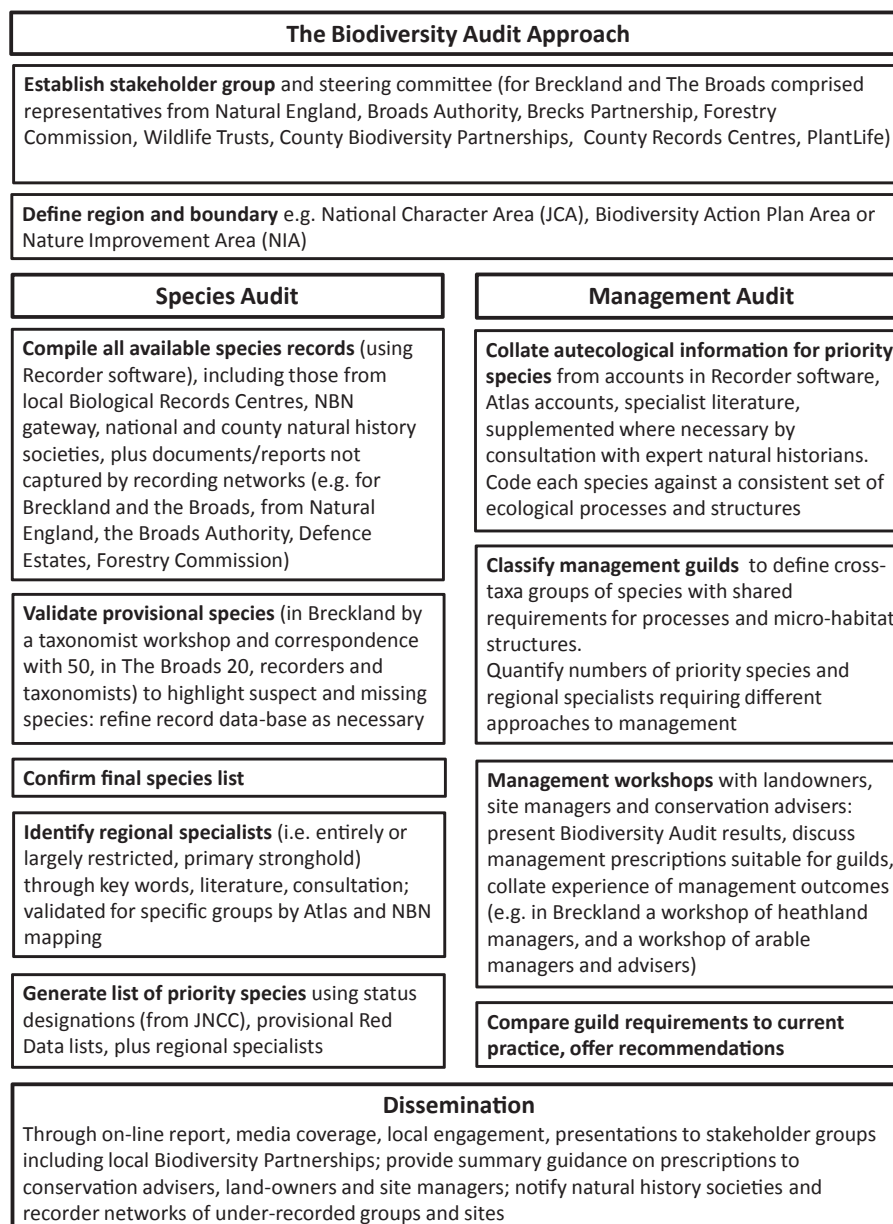 The Biodiversity Audit Approach
Establish stakeholder group and steering committee (for Breckland and The Broads comprised
representatives from Natural England, Broads Authority, Brecks Partnership, Forestry
Commission, Wildlife Trusts, County Biodiversity Partnerships, County Records Centres, PlantLife)
Define region and boundary e.g. National Character Area (JCA), Biodiversity Action Plan Area or
Nature Improvement Area (NIA)
Species Audit
Compile all available species records (using
Recorder software), including those from
local Biological Records Centres, NBN
gateway, national and county natural history
societies, plus documents/reports not
captured by recording networks (e.g. for
Breckland and the Broads, from Natural
England, the Broads Authority, Defence
Estates, Forestry Commission)
Validate provisional species (in Breckland by
a taxonomist workshop and correspondence
with 50, in The Broads 20, recorders and
taxonomists) to highlight suspect and missing
species: refine record data-base as necessary
Confirm final species list
Identify regional specialists (i.e. entirely or
largely restricted, primary stronghold)
through key words, literature, consultation;
validated for specific groups by Atlas and NBN
mapping
Generate list of priority species using status
designations (from JNCC), provisional Red
Data lists, plus regional specialists
Management Audit
Collate autecological information for priority
species from accounts in Recorder software,
Atlas accounts, specialist literature,
supplemented where necessary by
consultation with expert natural historians.
Code each species against a consistent set of
ecological processes and structures
Classify management guilds to define cross-
taxa groups of species with shared
requirements for processes and micro-habitat
structures.
Quantify numbers of priority species and
regional specialists requiring different
approaches to management
Management workshops with landowners,
site managers and conservation advisers:
present Biodiversity Audit results, discuss
management prescriptions suitable for guilds,
collate experience of management outcomes
(e.g. in Breckland a workshop of heathland
managers, and a workshop of arable
managers and advisers)
Compare guild requirements to current
practice, offer recommendations
Dissemination
Through on-line report, media coverage, local engagement, presentations to stakeholder groups
including local Biodiversity Partnerships; provide summary guidance on prescriptions to
conservation advisers, land-owners and site managers; notify natural history societies and
recorder networks of under-recorded groups and sites